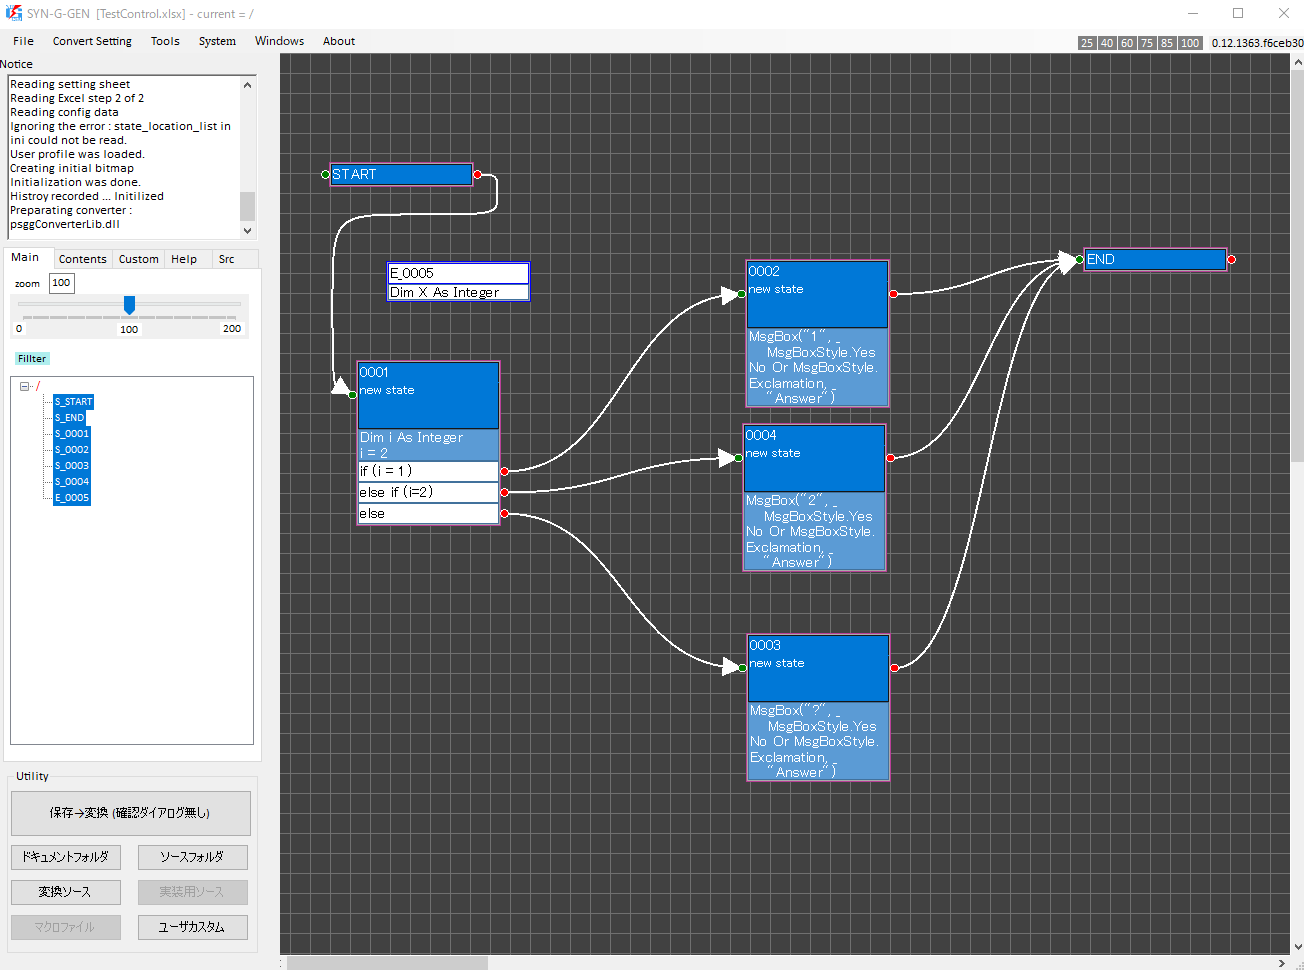 SYN-G-GEN [TestControl.xlsx] - current = /
File Convert Setting Tools System Windows About
25 40 60 75 85 100 0.12.1363.f6ceb30
Notice
Reading setting sheet
Reading Excel step 2 of 2
Reading config data
Ignoring the error : state_location_list in
ini could not be read.
User profile was loaded.
Creating initial bitmap
Initialization was done.
Histroy recorded ... Initilized
Preparating converter :
psggConverterLib.dll
Main Contents Custom Help Src
zoom 100
0 100 200
Fillter
/
S_START
S_END
S_0001
S_0002
S_0003
S_0004
E_0005
Utility
保存→変換 (確認ダイアログ無し)
ドキュメントフォルダ ソースフォルダ
変換ソース 実装用ソース
マクロファイル ユーザカスタム
START
E_0005
Dim X As Integer
0001
new state
Dim i As Integer
i = 2
if (i = 1)
else if (i=2)
else
0002
new state
MsgBox("1", _
MsgBoxStyle.Yes
No Or MsgBoxStyle.
Exclamation, _
"Answer")
0004
new state
MsgBox("2", _
MsgBoxStyle.Yes
No Or MsgBoxStyle.
Exclamation, _
"Answer")
0003
new state
MsgBox("?", _
MsgBoxStyle.Yes
No Or MsgBoxStyle.
Exclamation, _
"Answer")
END